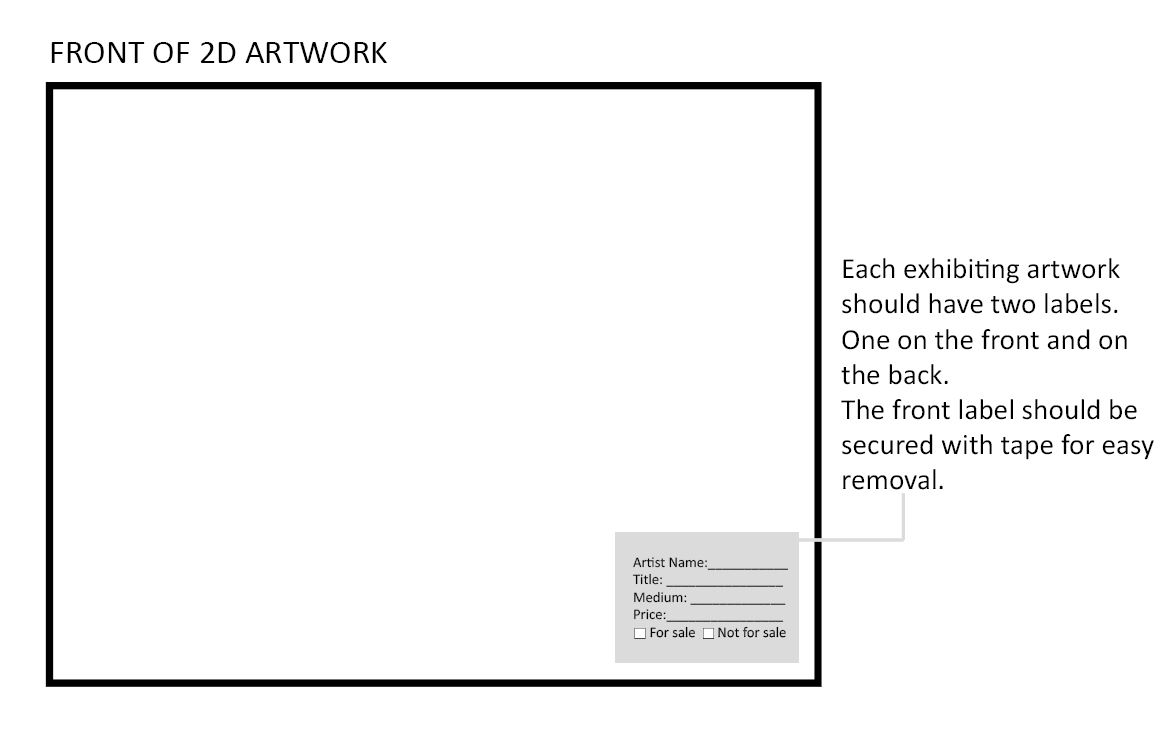 FRONT OF 2D ARTWORK
Each exhibiting artwork
should have two labels.
One on the front and on
the back.
The front label should be
secured with tape for easy
removal.
Artist Name:___________
Title: ________________
Medium: _____________
Price:________________
☐ For sale ☐ Not for sale